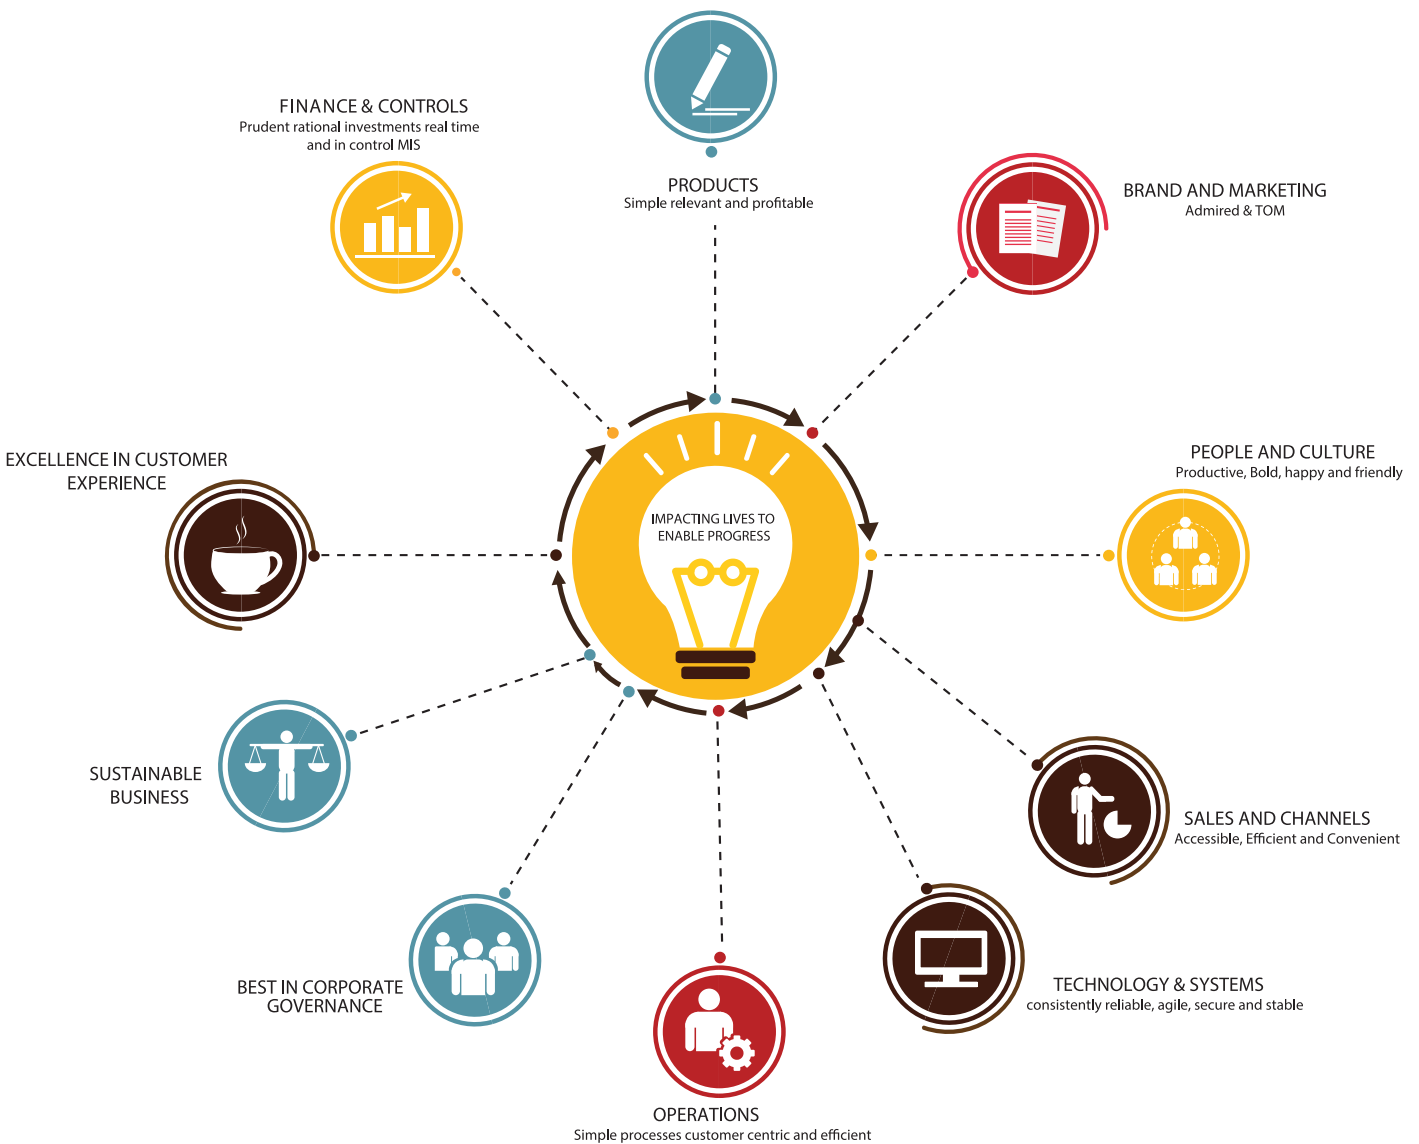 FINANCE & CONTROLS
Prudent rational investments real time
and in control MIS
PRODUCTS
Simple relevant and profitable
BRAND AND MARKETING
Admired & TOM
EXCELLENCE IN CUSTOMER
EXPERIENCE
PEOPLE AND CULTURE
Productive, Bold, happy and friendly
IMPACTING LIVES TO
ENABLE PROGRESS
SUSTAINABLE
BUSINESS
SALES AND CHANNELS
Accessible, Efficient and Convenient
BEST IN CORPORATE
GOVERNANCE
TECHNOLOGY & SYSTEMS
consistently reliable, agile, secure and stable
OPERATIONS
Simple processes customer centric and efficient